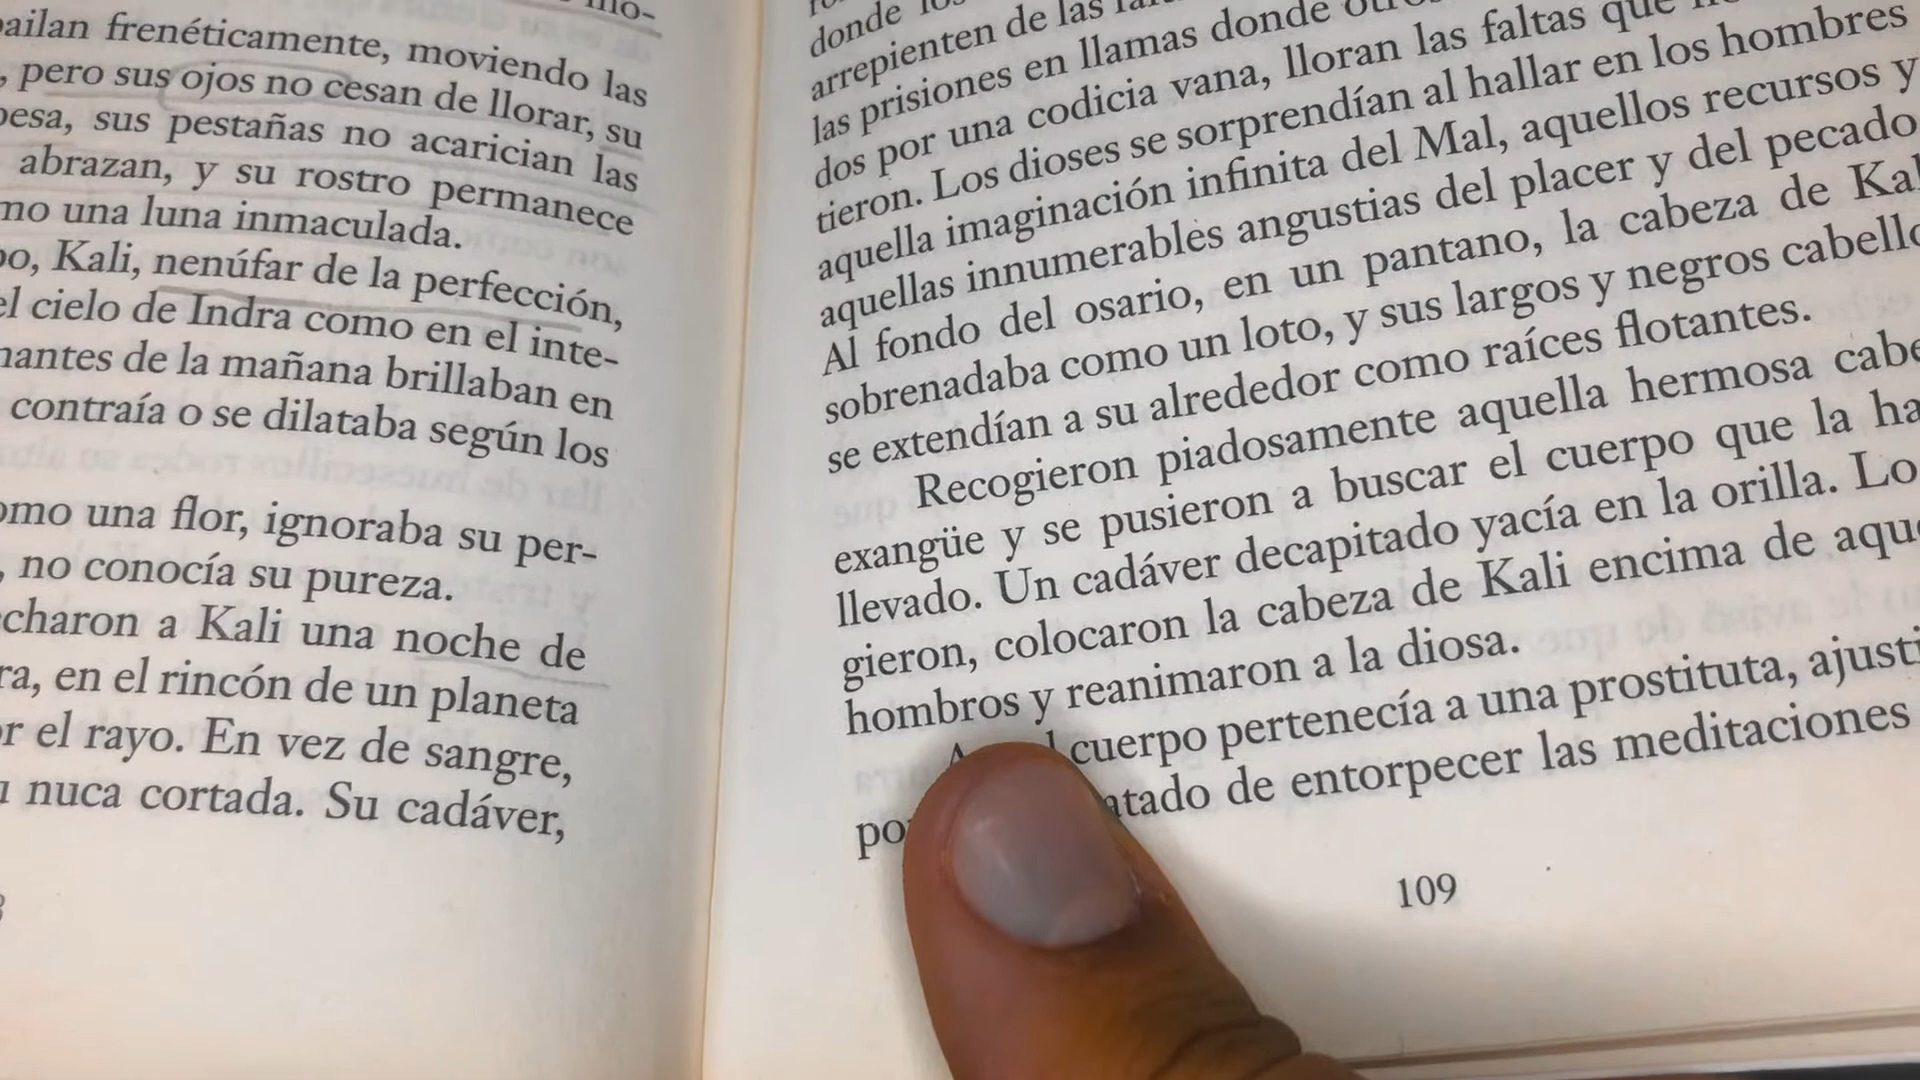 ailan frenéticamente, moviendo las
, pero sus ojos no cesan de llorar, su
pesa, sus pestañas no acarician las
abrazan, y su rostro permanece
mo una luna inmaculada.
po, Kali, nenúfar de la perfección,
el cielo de Indra como en el inte-
mantes de la mañana brillaban en
contraía o se dilataba según los
omo una flor, ignoraba su per-
, no conocía su pureza.
charon a Kali una noche de
ra, en el rincón de un planeta
or el rayo. En vez de sangre,
nuca cortada. Su cadáver,
donde
arrepienten de las
las prisiones en llamas donde
dos por una codicia vana, lloran las faltas que
tieron. Los dioses se sorprendían al hallar en los hombres
aquella imaginación infinita del Mal, aquellos recursos y
aquellas innumerables angustias del placer y del pecado
Al fondo del osario, en un pantano, la cabeza de Kal
sobrenadaba como un loto, y sus largos y negros cabello
se extendían a su alrededor como raíces flotantes.
Recogieron piadosamente aquella hermosa cabe
exangüe y se pusieron a buscar el cuerpo que la ha
llevado. Un cadáver decapitado yacía en la orilla. Lo
gieron, colocaron la cabeza de Kali encima de aqu
hombros y reanimaron a la diosa.
cuerpo pertenecía a una prostituta, ajusti
po atado de entorpecer las meditaciones
109